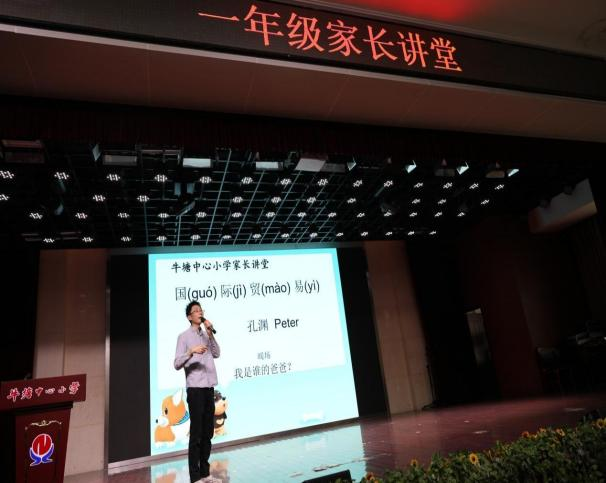 一年级家长讲堂
牛塘中心小学家长讲堂
国(guó) 际(jì) 贸(mào) 易(yì)
孔渊 Peter
我是谁的爸爸？
牛塘中心小学